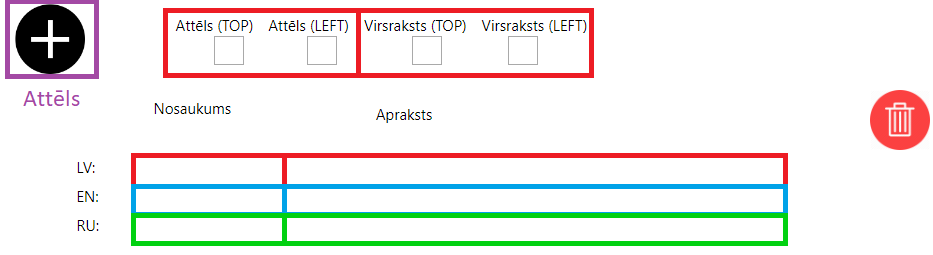 Attēls (TOP) Attēls (LEFT) Virsraksts (TOP) Virsraksts (LEFT)
Attēls
Nosaukums Apraksts
LV:
EN:
RU: